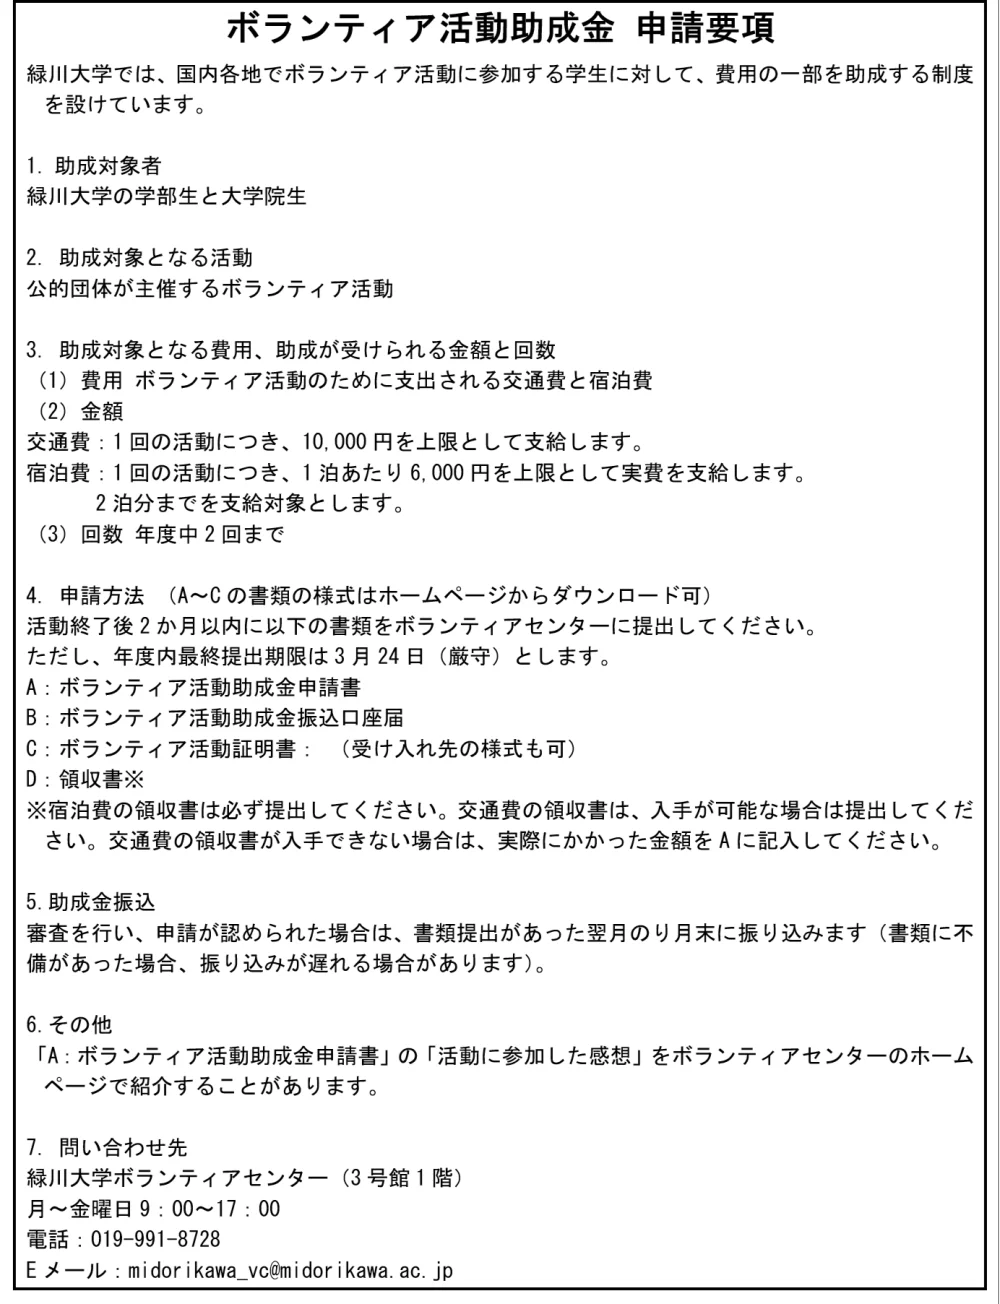 ボランティア活動助成金 申請要項
緑川大学では、国内各地でボランティア活動に参加する学生に対して、費用の一部を助成する制度
を設けています。
1. 助成対象者
緑川大学の学部生と大学院生
2. 助成対象となる活動
公的団体が主催するボランティア活動
3. 助成対象となる費用、助成が受けられる金額と回数
(1) 費用 ボランティア活動のために支出される交通費と宿泊費
(2) 金額
交通費：1回の活動につき、10,000円を上限として支給します。
宿泊費：1回の活動につき、1泊あたり6,000円を上限として実費を支給します。
2泊分までを支給対象とします。
(3) 回数 年度中2回まで
4. 申請方法 （A～Cの書類の様式はホームページからダウンロード可）
活動終了後2か月以内に以下の書類をボランティアセンターに提出してください。
ただし、年度内最終提出期限は3月24日（厳守）とします。
A：ボランティア活動助成金申請書
B：ボランティア活動助成金振込口座届
C：ボランティア活動証明書： （受け入れ先の様式も可）
D：領収書※
※宿泊費の領収書は必ず提出してください。交通費の領収書は、入手が可能な場合は提出してくだ
さい。交通費の領収書が入手できない場合は、実際にかかった金額をAに記入してください。
5.助成金振込
審査を行い、申請が認められた場合は、書類提出があった翌月のり月末に振り込みます（書類に不
備があった場合、振り込みが遅れる場合があります）。
6.その他
「A：ボランティア活動助成金申請書」の「活動に参加した感想」をボランティアセンターのホーム
ページで紹介することがあります。
7. 問い合わせ先
緑川大学ボランティアセンター（3号館1階）
月～金曜日9：00～17：00
電話：019-991-8728
Eメール：midorikawa_vc@midorikawa.ac.jp